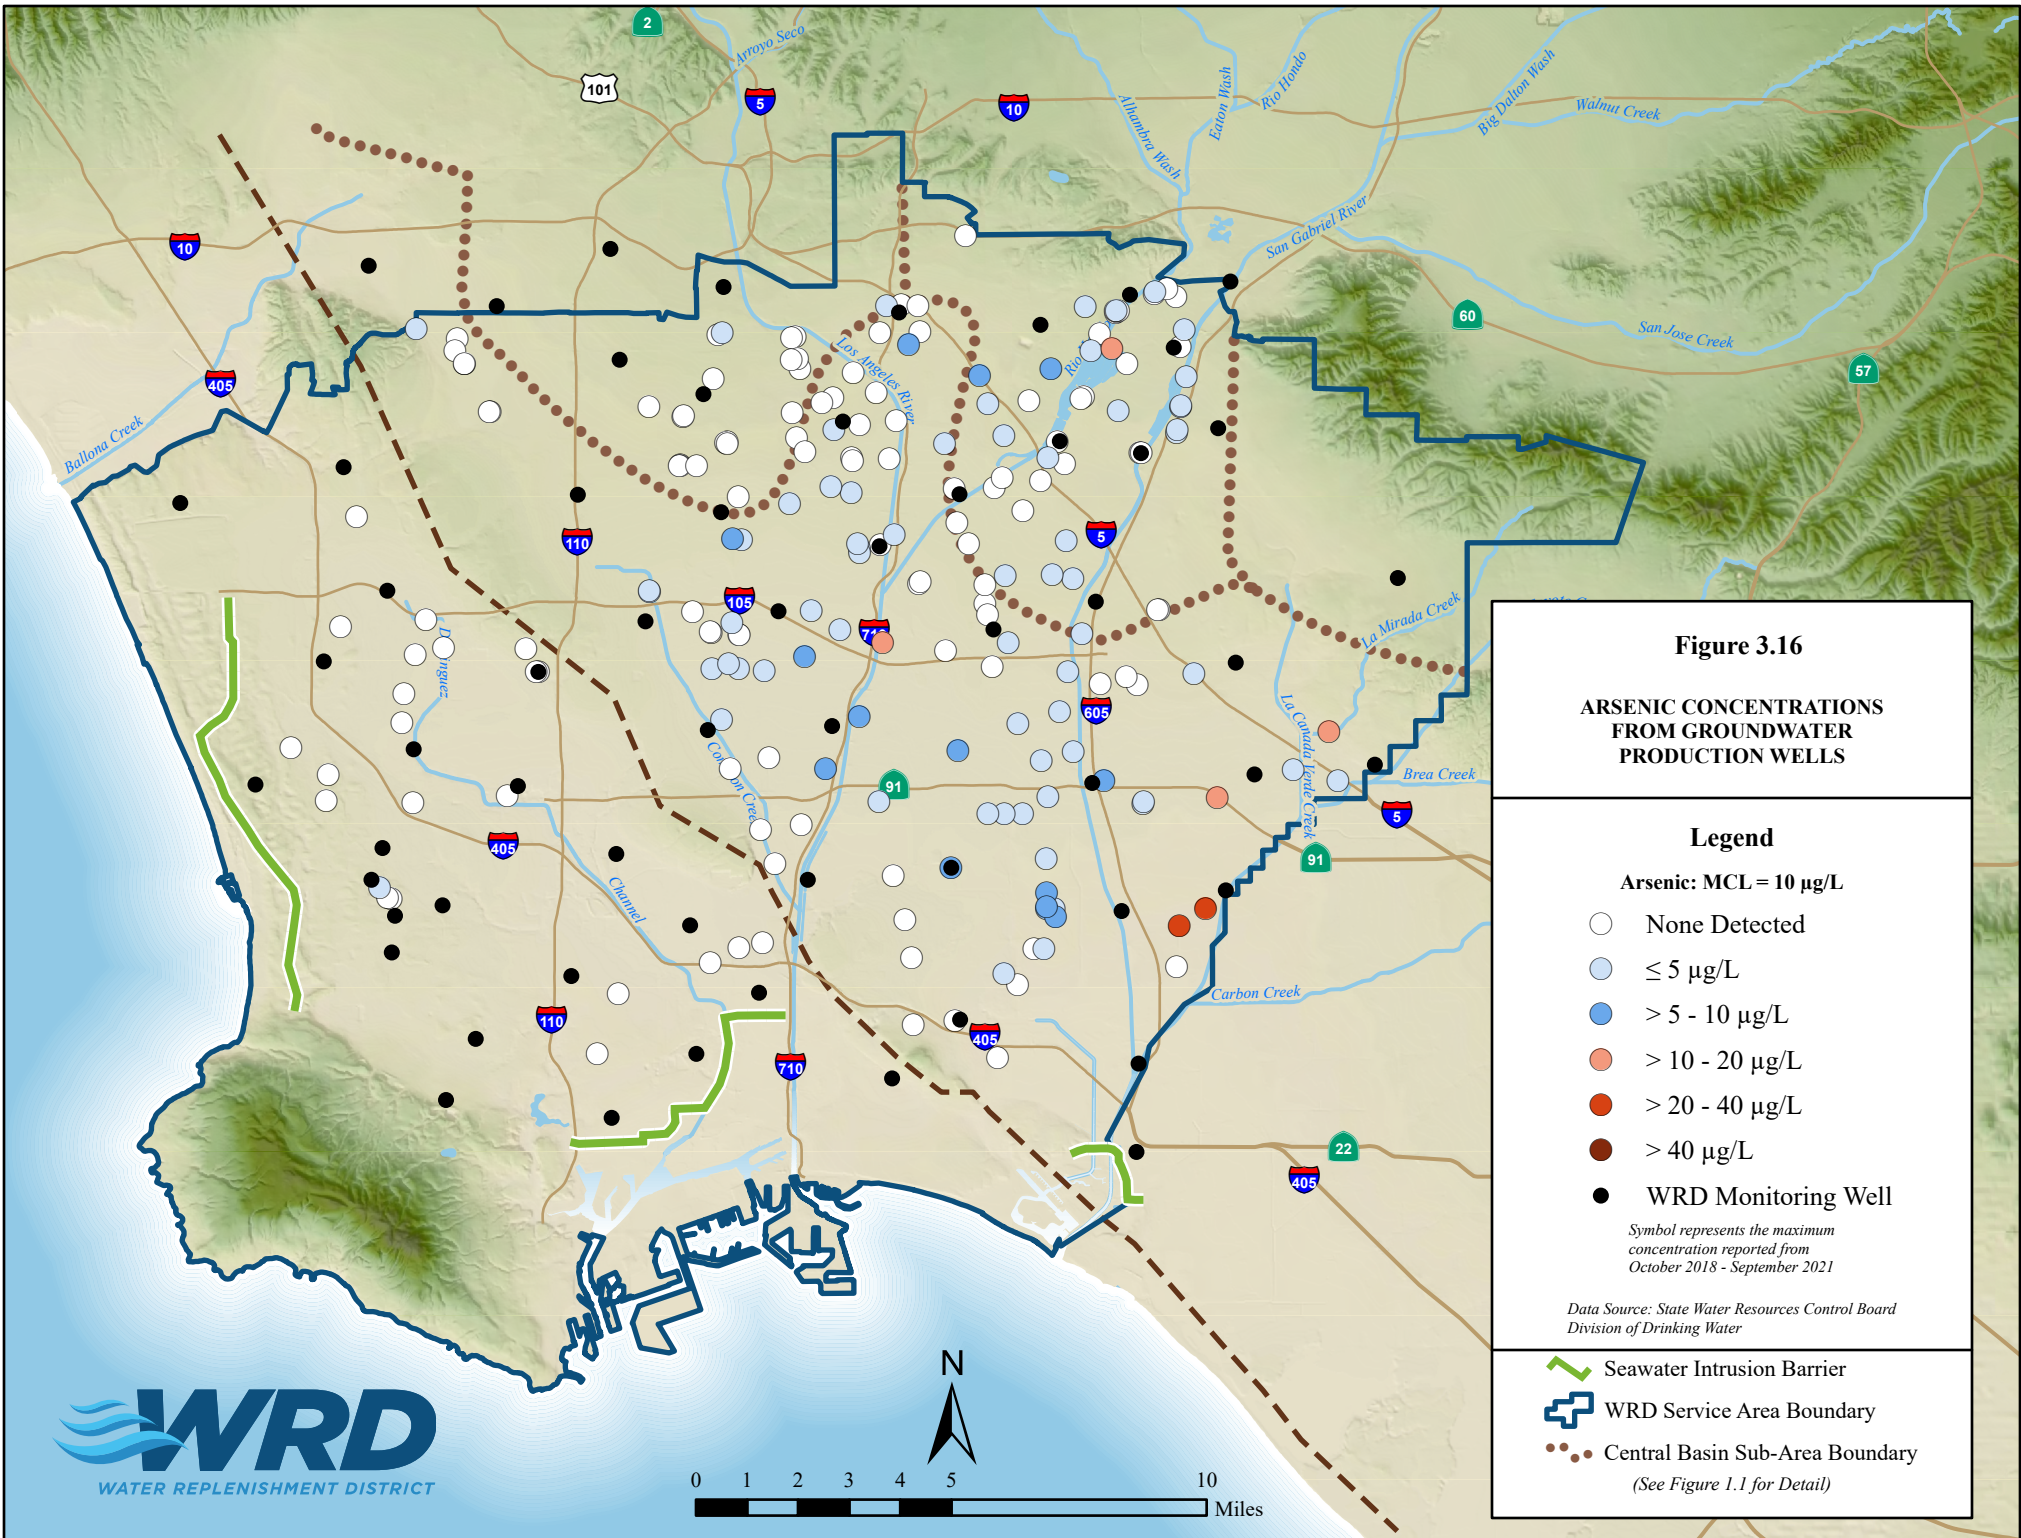 2
101
5
10
Arroyo Seco
Alhambra Wash
Eaton Wash
Rio Hondo
Big Dalton Wash
Walnut Creek
10
San Gabriel River
60
San Jose Creek
57
405
Ballona Creek
Los Angeles River
Rio
110
5
105
710
Dominguez
La Mirada Creek
605
La Canada Verde Creek
Compton Creek
91
Brea Creek
5
405
91
Channel
Carbon Creek
110
405
710
22
405
Figure 3.16
ARSENIC CONCENTRATIONS
FROM GROUNDWATER
PRODUCTION WELLS
Legend
Arsenic: MCL = 10 µg/L
None Detected
≤ 5 µg/L
> 5 - 10 µg/L
> 10 - 20 µg/L
> 20 - 40 µg/L
> 40 µg/L
WRD Monitoring Well
Symbol represents the maximum
concentration reported from
October 2018 - September 2021
Data Source: State Water Resources Control Board
Division of Drinking Water
Seawater Intrusion Barrier
WRD Service Area Boundary
Central Basin Sub-Area Boundary
(See Figure 1.1 for Detail)
WRD
WATER REPLENISHMENT DISTRICT
N
0 1 2 3 4 5 10
Miles